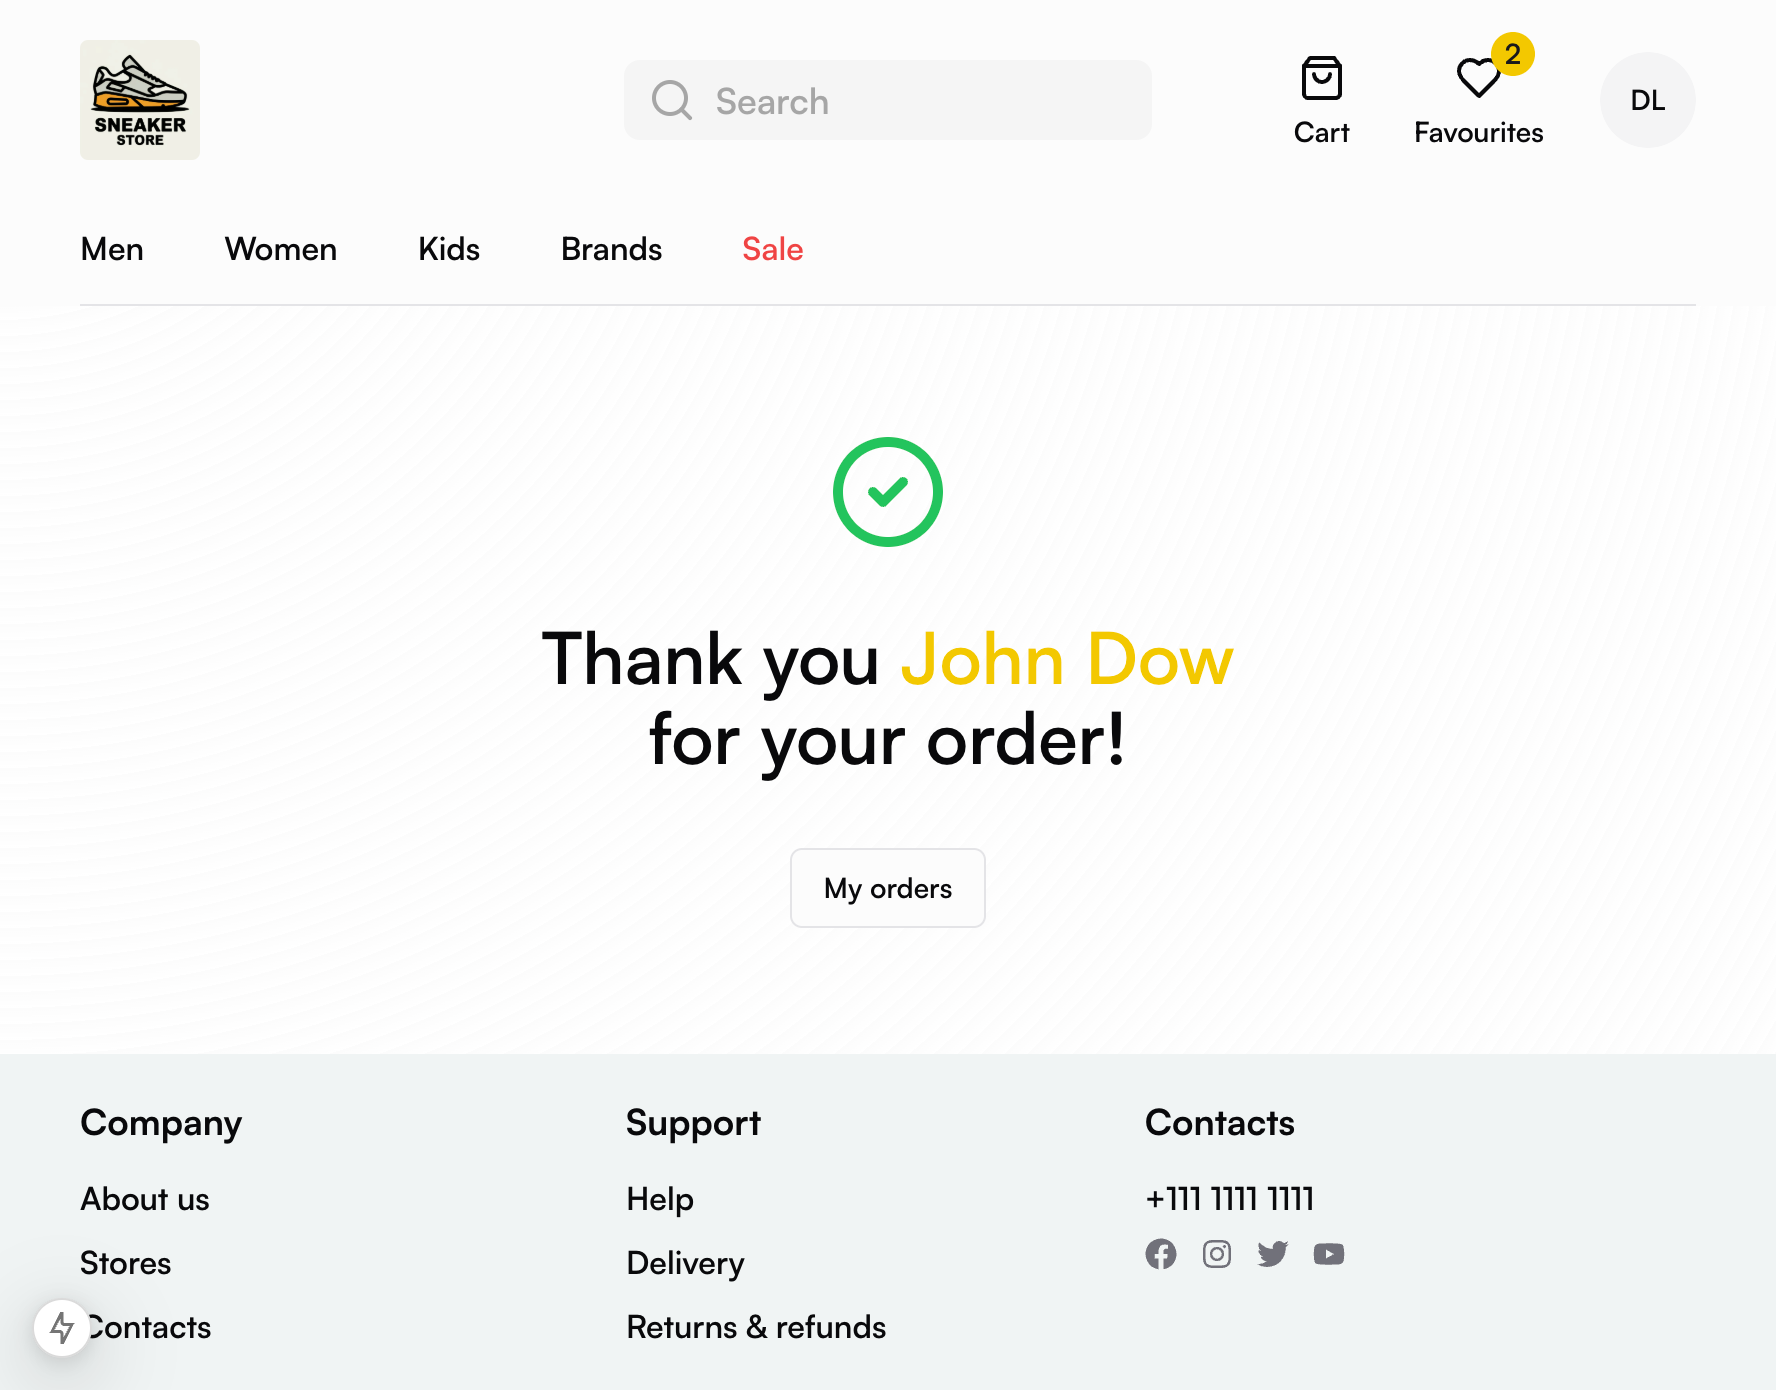 SNEAKER
STORE
Search
Cart
2
Favourites
DL
Men
Women
Kids
Brands
Sale
Thank you John Dow
for your order!
My orders
Company
About us
Stores
Contacts
Support
Help
Delivery
Returns & refunds
Contacts
+111 1111 1111